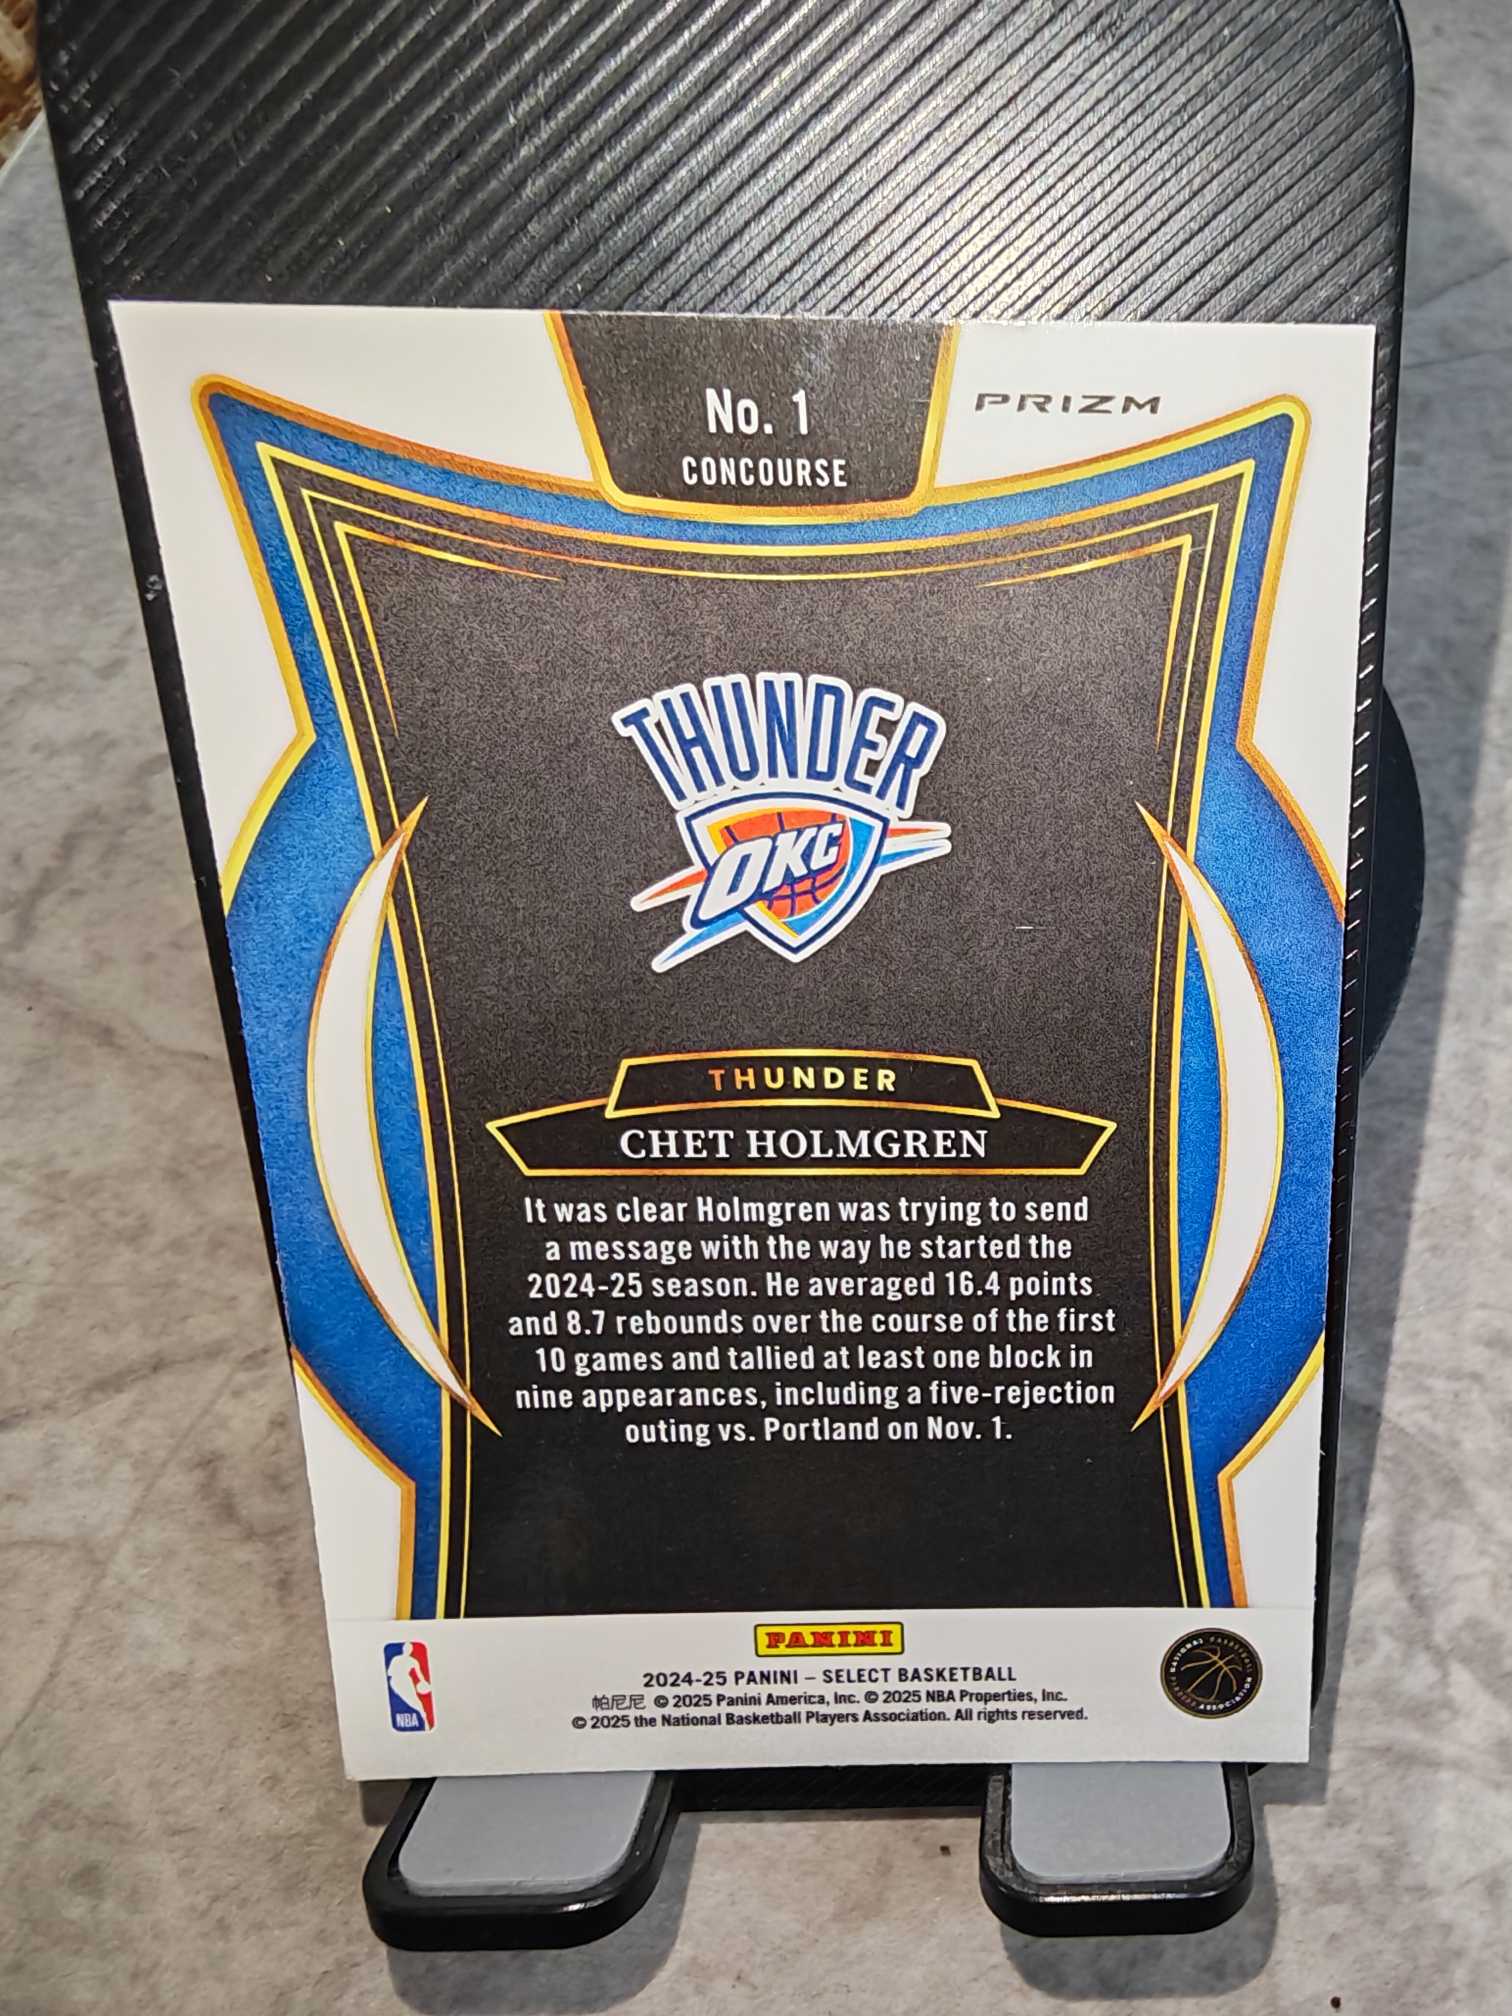 No. 1
CONCOURSE
PRIZM
THUNDER
OKC
THUNDER
CHET HOLMGREN
It was clear Holmgren was trying to send
a message with the way he started the
2024-25 season. He averaged 16.4 points
and 8.7 rebounds over the course of the first
10 games and tallied at least one block in
nine appearances, including a five-rejection
outing vs. Portland on Nov. 1.
PANINI
NBA
2024-25 PANINI – SELECT BASKETBALL
帕尼尼 © 2025 Panini America, Inc. © 2025 NBA Properties, Inc.
© 2025 the National Basketball Players Association. All rights reserved.
NATIONAL BASKETBALL
PLAYERS ASSOCIATION